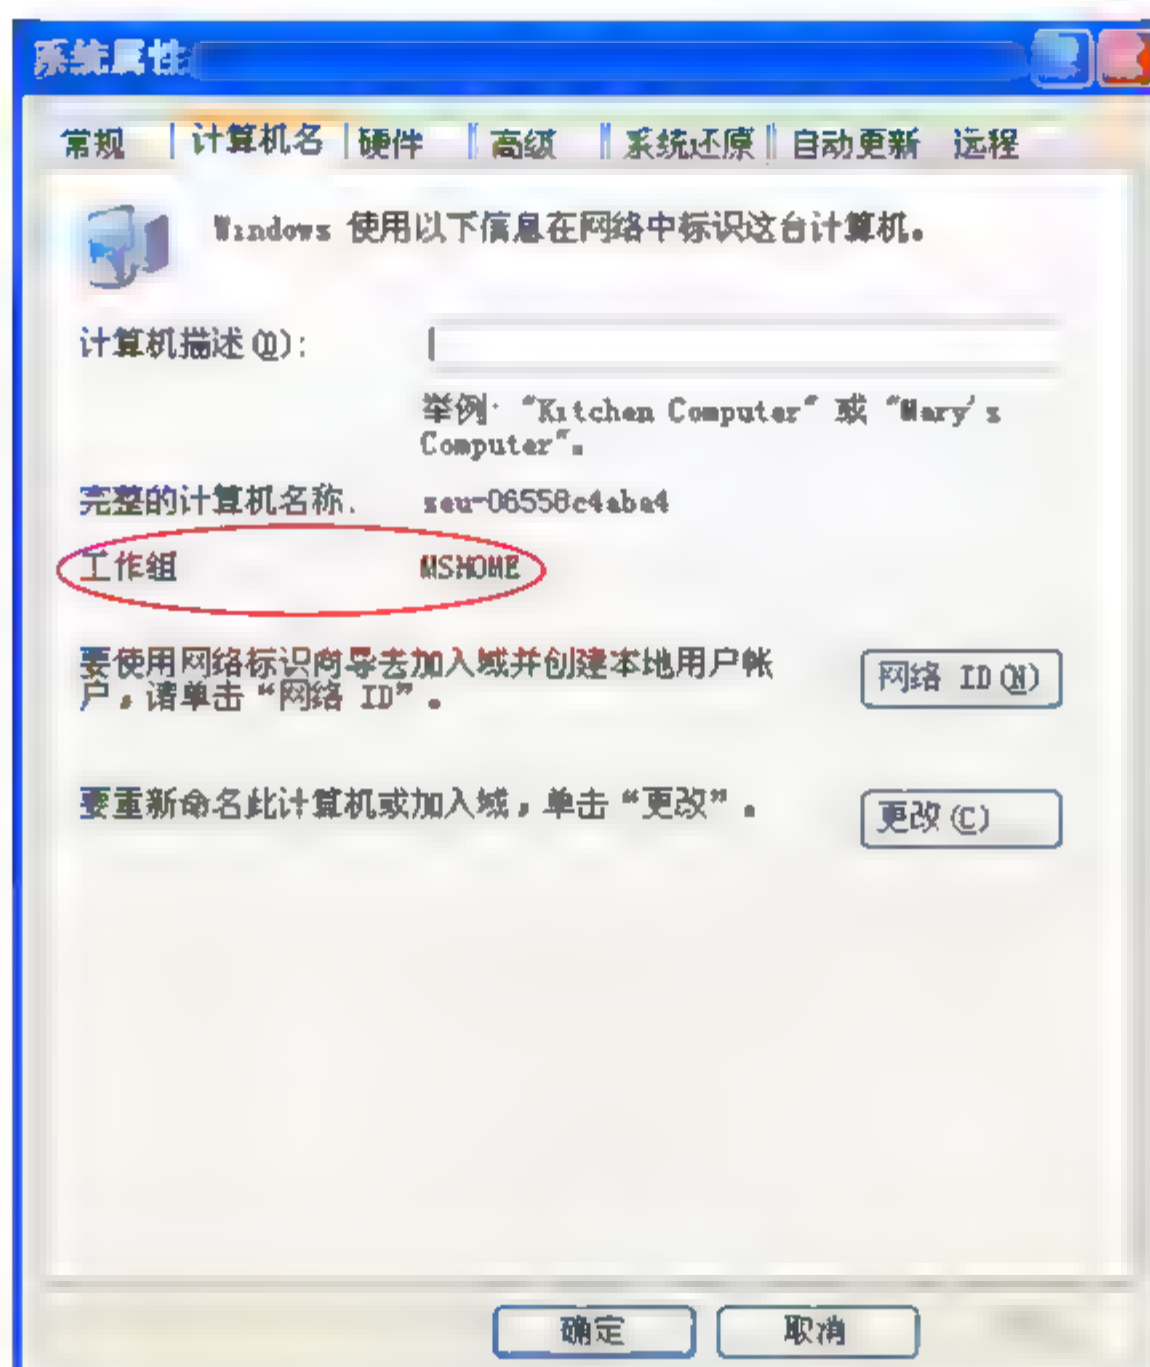 系统属性
常规 计算机名 硬件 高级 系统还原 自动更新 远程
Windows 使用以下信息在网络中标识这台计算机。
计算机描述(D):
举例: “Kitchen Computer” 或 “Mary's
Computer”。
完整的计算机名称.
seu-06558c4aba4
工作组
MSHOME
要使用网络标识向导去加入域并创建本地用户帐
户，请单击“网络 ID”。
网络 ID(N)
要重新命名此计算机或加入域，单击“更改”。
更改(C)
确定
取消